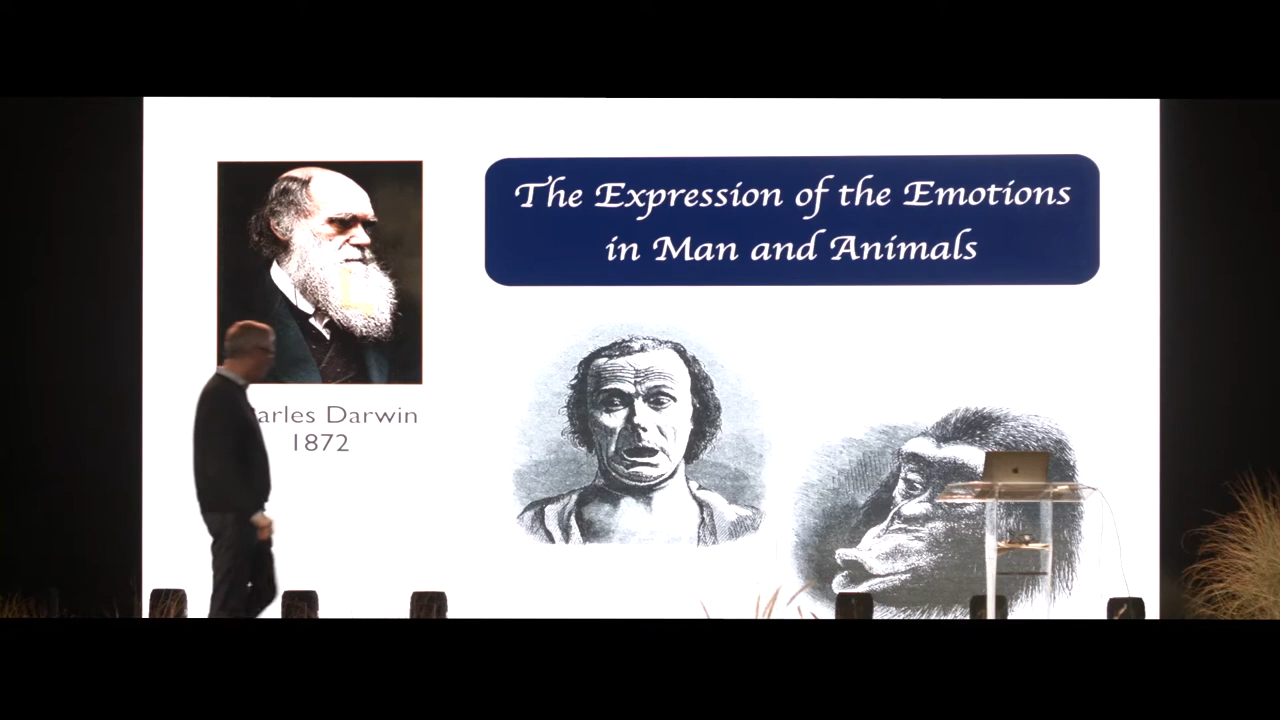 The Expression of the Emotions
in Man and Animals
arles Darwin
1872